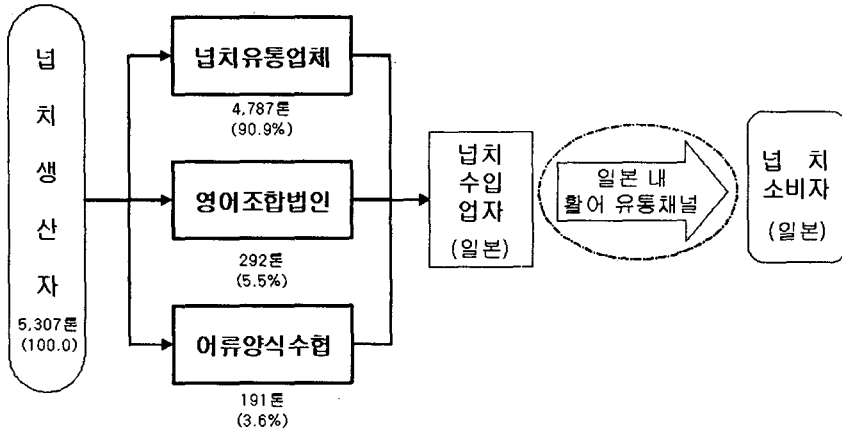 넙
치
생
산
자
5,307톤
(100.0)
넙치유통업체
4,787톤
(90.9%)
영어조합법인
292톤
(5.5%)
어류양식수협
191톤
(3.6%)
넙치
수입
업자
(일본)
일본 내
활어 유통채널
넙 치
소비자
(일본)